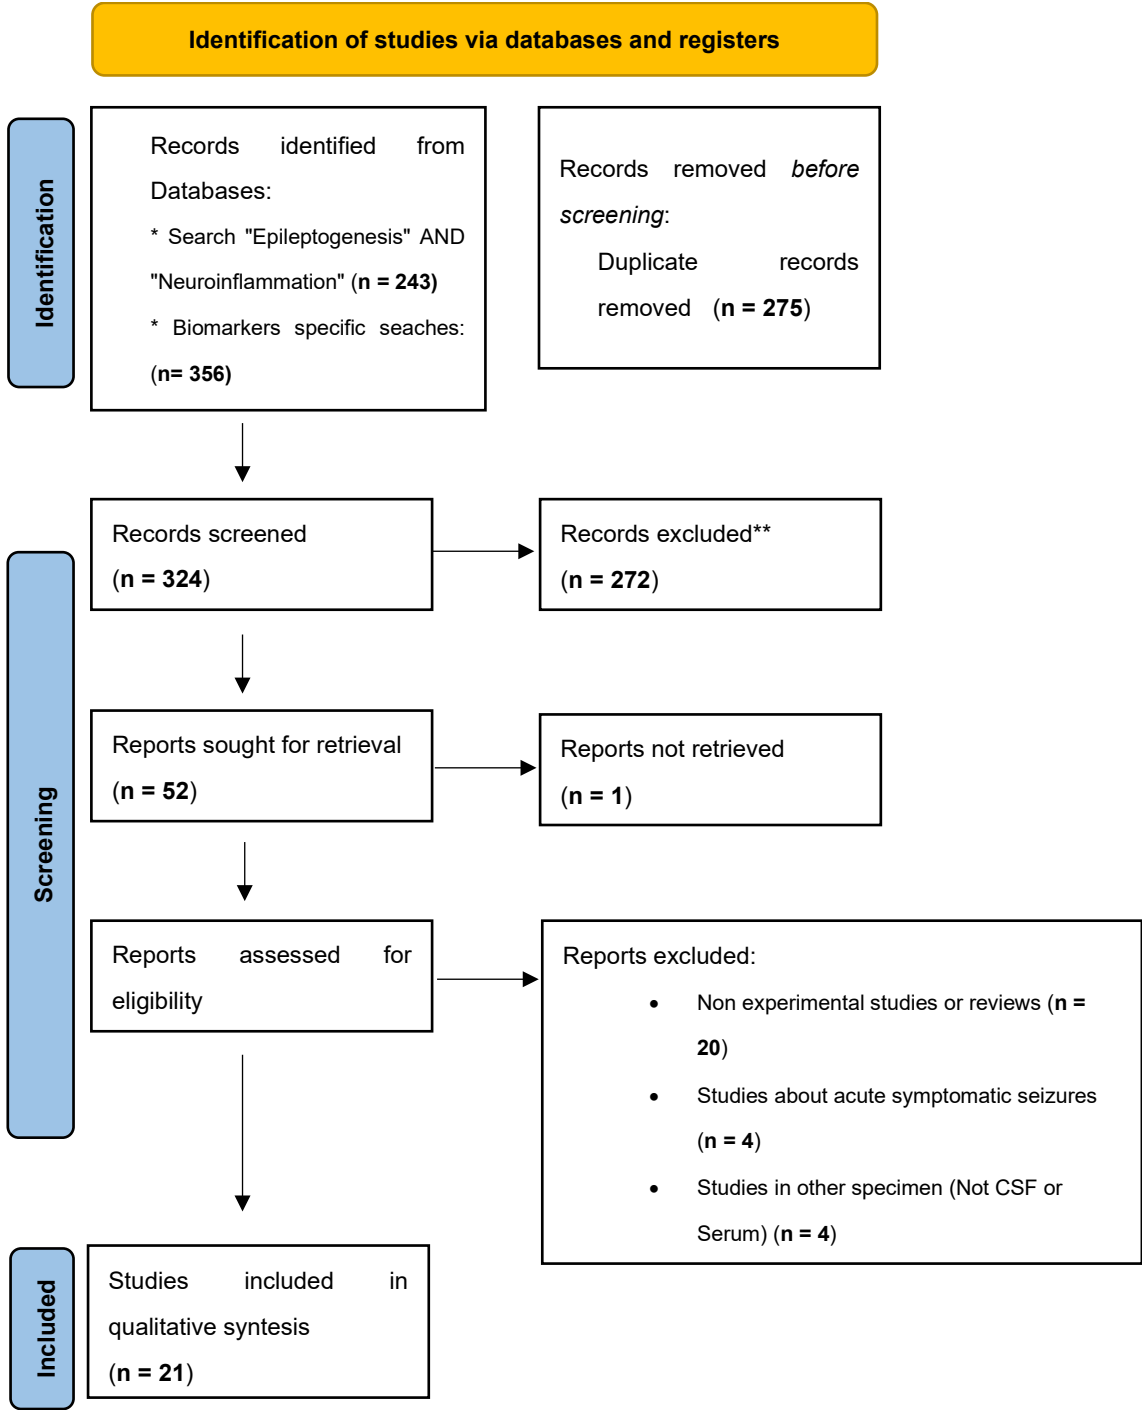 Identification of studies via databases and registers
Identification
Records identified from
Databases:
* Search "Epileptogenesis" AND
"Neuroinflammation" (n = 243)
* Biomarkers specific seaches:
(n= 356)
Records removed before
screening:
Duplicate records
removed (n = 275)
Screening
Records screened
(n = 324)
Records excluded**
(n = 272)
Reports sought for retrieval
(n = 52)
Reports not retrieved
(n = 1)
Reports assessed for
eligibility
Reports excluded:
• Non experimental studies or reviews (n =
20)
• Studies about acute symptomatic seizures
(n = 4)
• Studies in other specimen (Not CSF or
Serum) (n = 4)
Included
Studies included in
qualitative syntesis
(n = 21)